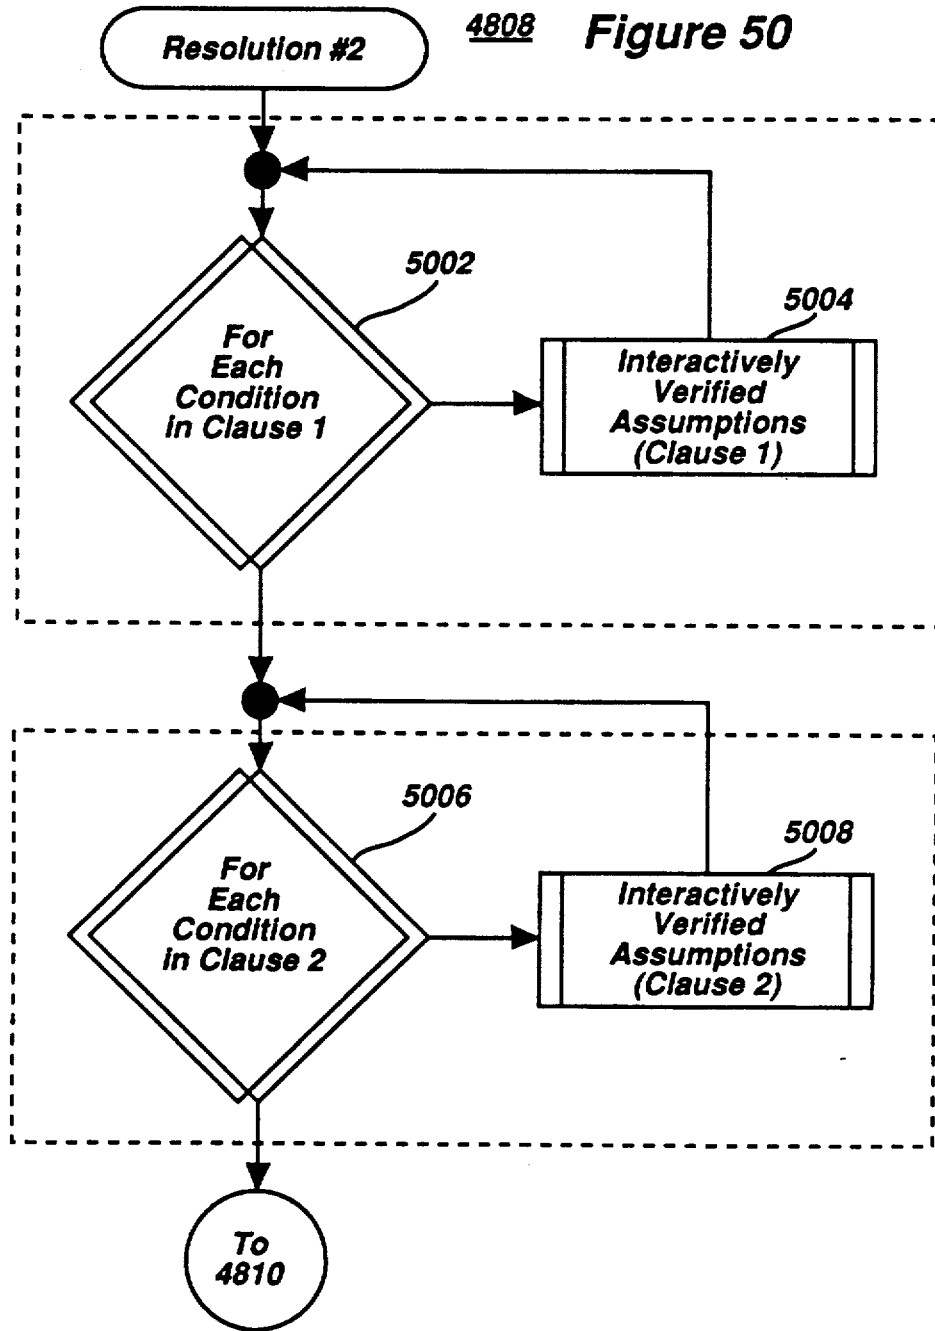 4808 Figure 50
Resolution #2
5002
For
Each
Condition
in Clause 1
5004
Interactively
Verified
Assumptions
(Clause 1)
5006
For
Each
Condition
in Clause 2
5008
Interactively
Verified
Assumptions
(Clause 2)
To
4810